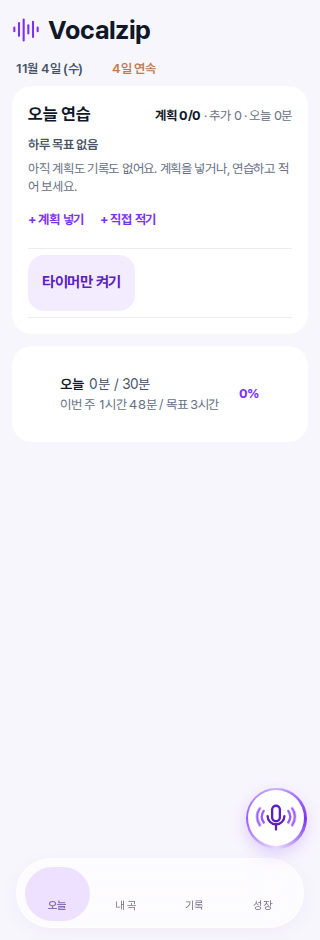 Vocalzip
11월 4일 (수) 4일 연속
오늘 연습 계획 0/0 · 추가 0 · 오늘 0분
하루 목표 없음
아직 계획도 기록도 없어요. 계획을 넣거나, 연습하고 적
어 보세요.
+ 계획 넣기 + 직접 적기
타이머만 켜기
오늘 0분 / 30분
이번 주 1시간 48분 / 목표 3시간 0%
오늘 내 곡 기록 성장